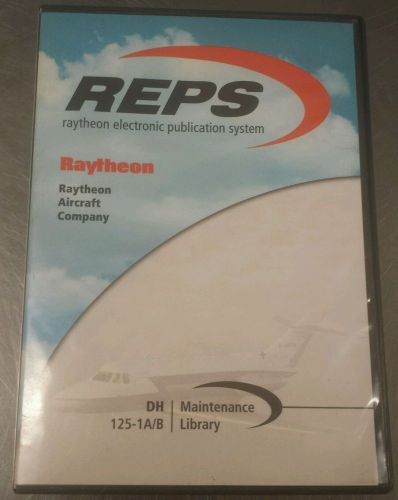 REPS
raytheon electronic publication system
Raytheon
Raytheon
Aircraft
Company
DH | Maintenance
125-1A/B | Library